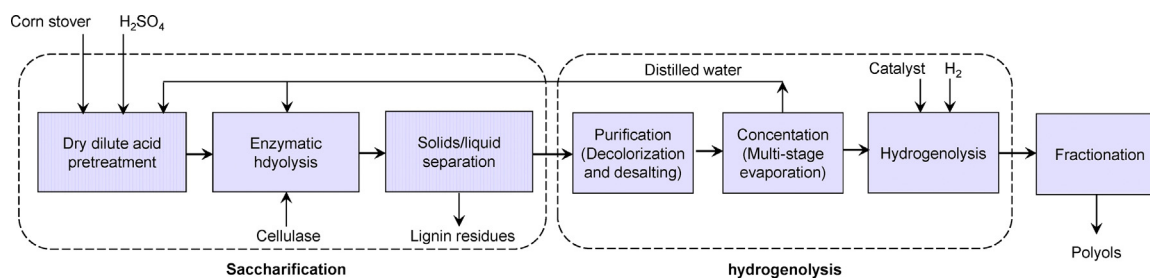 Corn stover
H₂SO₄
Distilled water
Catalyst
H₂
Dry dilute acid
pretreatment
Enzymatic
hdyolysis
Solids/liquid
separation
Purification
(Decolorization
and desalting)
Concentation
(Multi-stage
evaporation)
Hydrogenolysis
Fractionation
Cellulase
Lignin residues
Polyols
Saccharification
hydrogenolysis